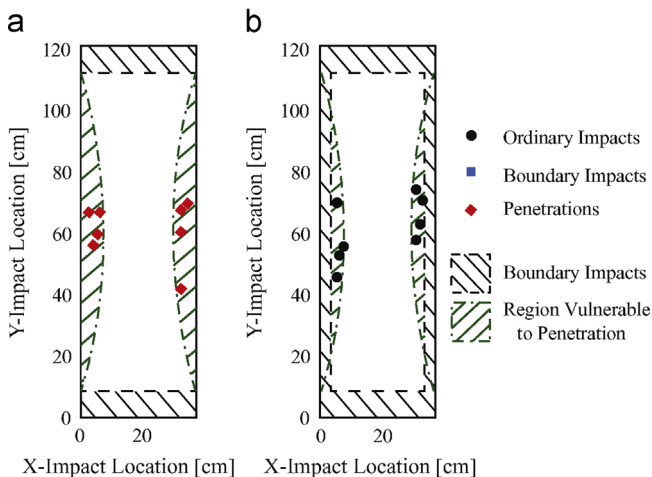 a
b
120
100
80
60
40
20
0
0
20
Y-Impact Location [cm]
X-Impact Location [cm]
120
100
80
60
40
20
0
0
20
Y-Impact Location [cm]
X-Impact Location [cm]
Ordinary Impacts
Boundary Impacts
Penetrations
Boundary Impacts
Region Vulnerable
to Penetration